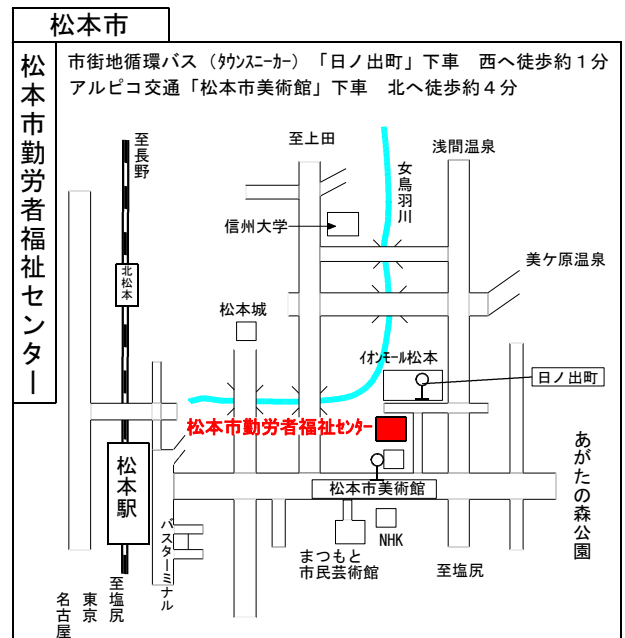 松本市
松本市勤労者福祉センター
市街地循環バス（ﾀｳﾝｽﾆｰｶｰ）「日ノ出町」下車　西へ徒歩約１分
アルピコ交通「松本市美術館」下車　北へ徒歩約４分
至長野
至上田
女鳥羽川
浅間温泉
信州大学
美ケ原温泉
北松本
松本城
ｲｵﾝﾓｰﾙ松本
日ノ出町
松本市勤労者福祉ｾﾝﾀｰ
あがたの森公園
松本駅
松本市美術館
バスターミナル
NHK
まつもと
市民芸術館
至塩尻
至塩尻
東京
名古屋